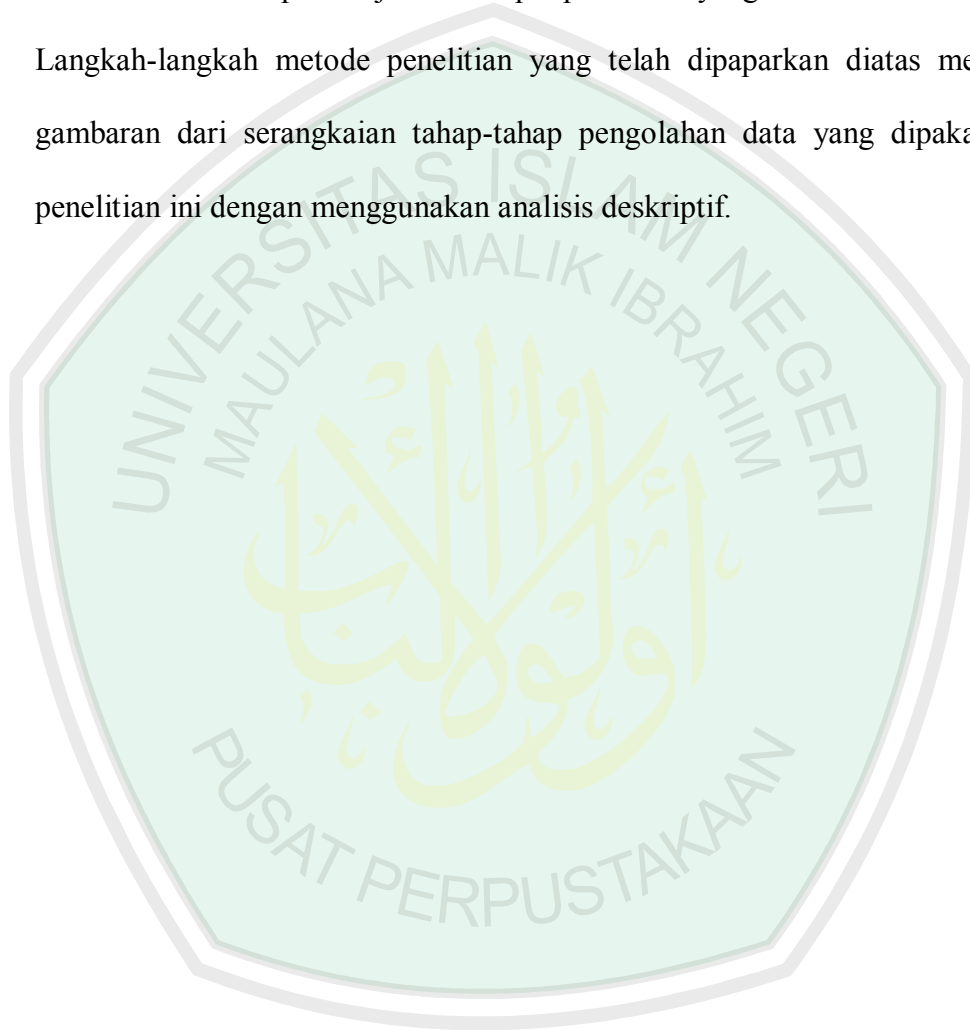 Langkah-langkah metode penelitian yang telah dipaparkan diatas me
gambaran dari serangkaian tahap-tahap pengolahan data yang dipaka
penelitian ini dengan menggunakan analisis deskriptif.
UNIVERSITAS ISLAM NEGERI
MAULANA MALIK IBRAHIM
PUSAT PERPUSTAKAAN